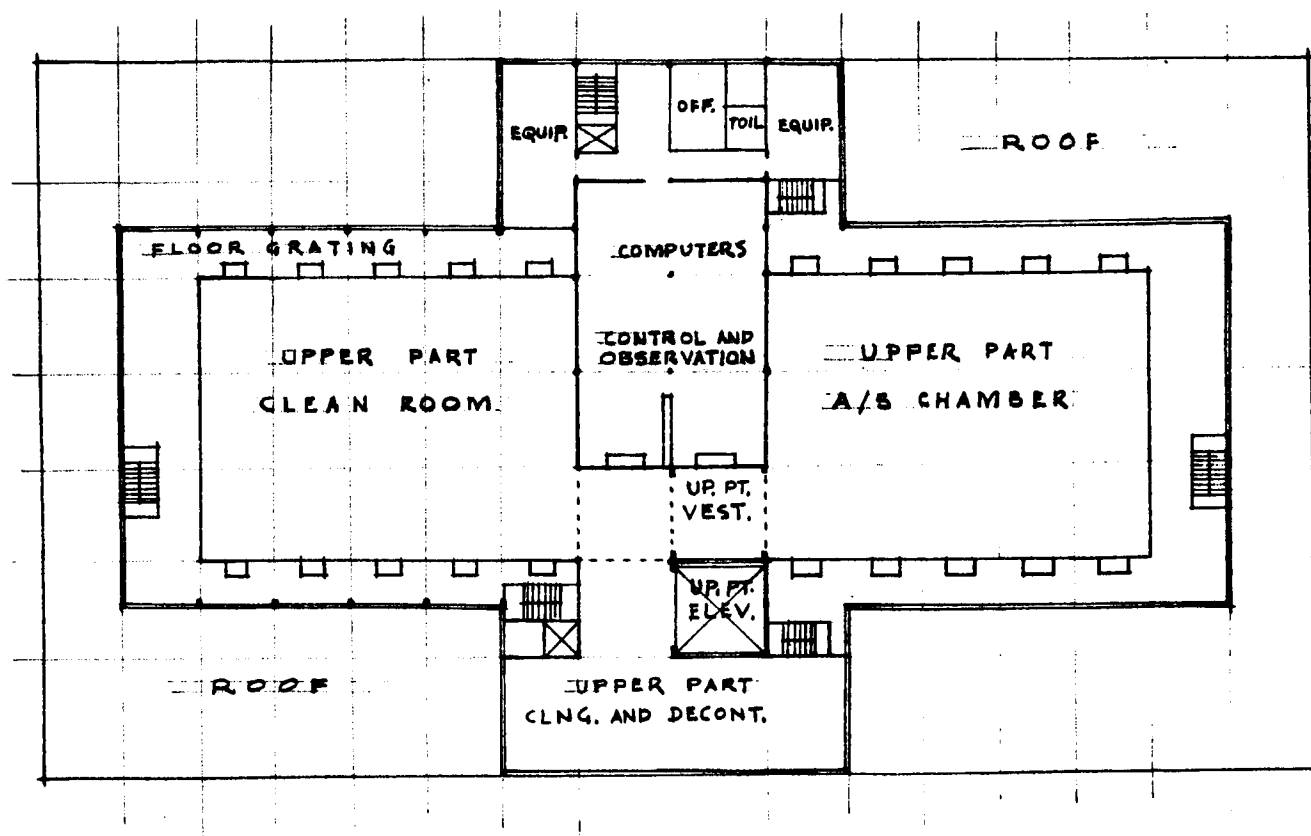 OFF.
EQUIP.
TOIL
EQUIP.
ROOF
FLOOR GRATING
COMPUTERS
CONTROL AND
OBSERVATION
UPPER PART
CLEAN ROOM
UPPER PART
A/S CHAMBER
UP. PT.
VEST.
UP. PT.
ELEV.
ROOF
UPPER PART
CLNG. AND DECONT.